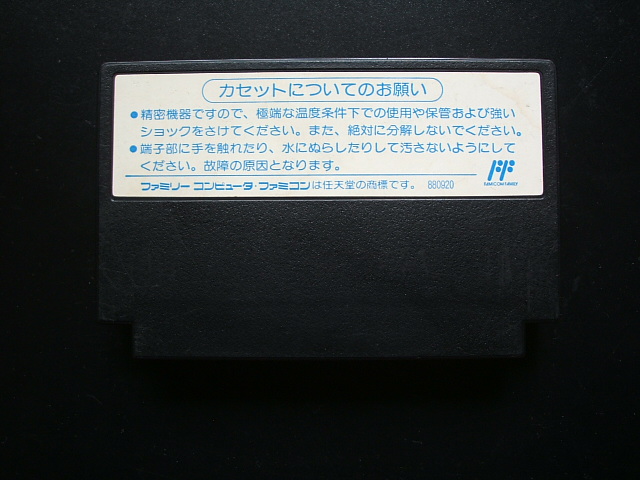 カセットについてのお願い
●精密機器ですので、極端な温度条件下での使用や保管および強い
ショックをさけてください。また、絶対に分解しないでください。
●端子部に手を触れたり、水にぬらしたりして汚さないようにして
ください。故障の原因となります。
ファミリーコンピュータ・ファミコンは任天堂の商標です。 880920
FAMICOM FAMILY